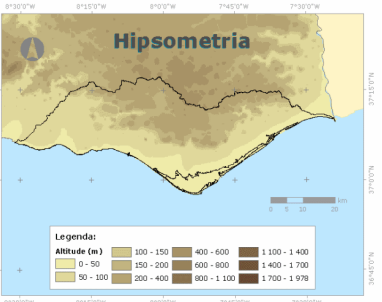 8°30'0"W 8°15'0"W 8°0'0"W 7°45'0"W 7°30'0"W
Hipsometria
37°15'0"N
37°0'0"N
36°45'0"N
0 5 10 20
km
Legenda:
Altitude (m)
0 - 50
50 - 100
100 - 150
150 - 200
200 - 400
400 - 600
600 - 800
800 - 1 100
1 100 - 1 400
1 400 - 1 700
1 700 - 1 978